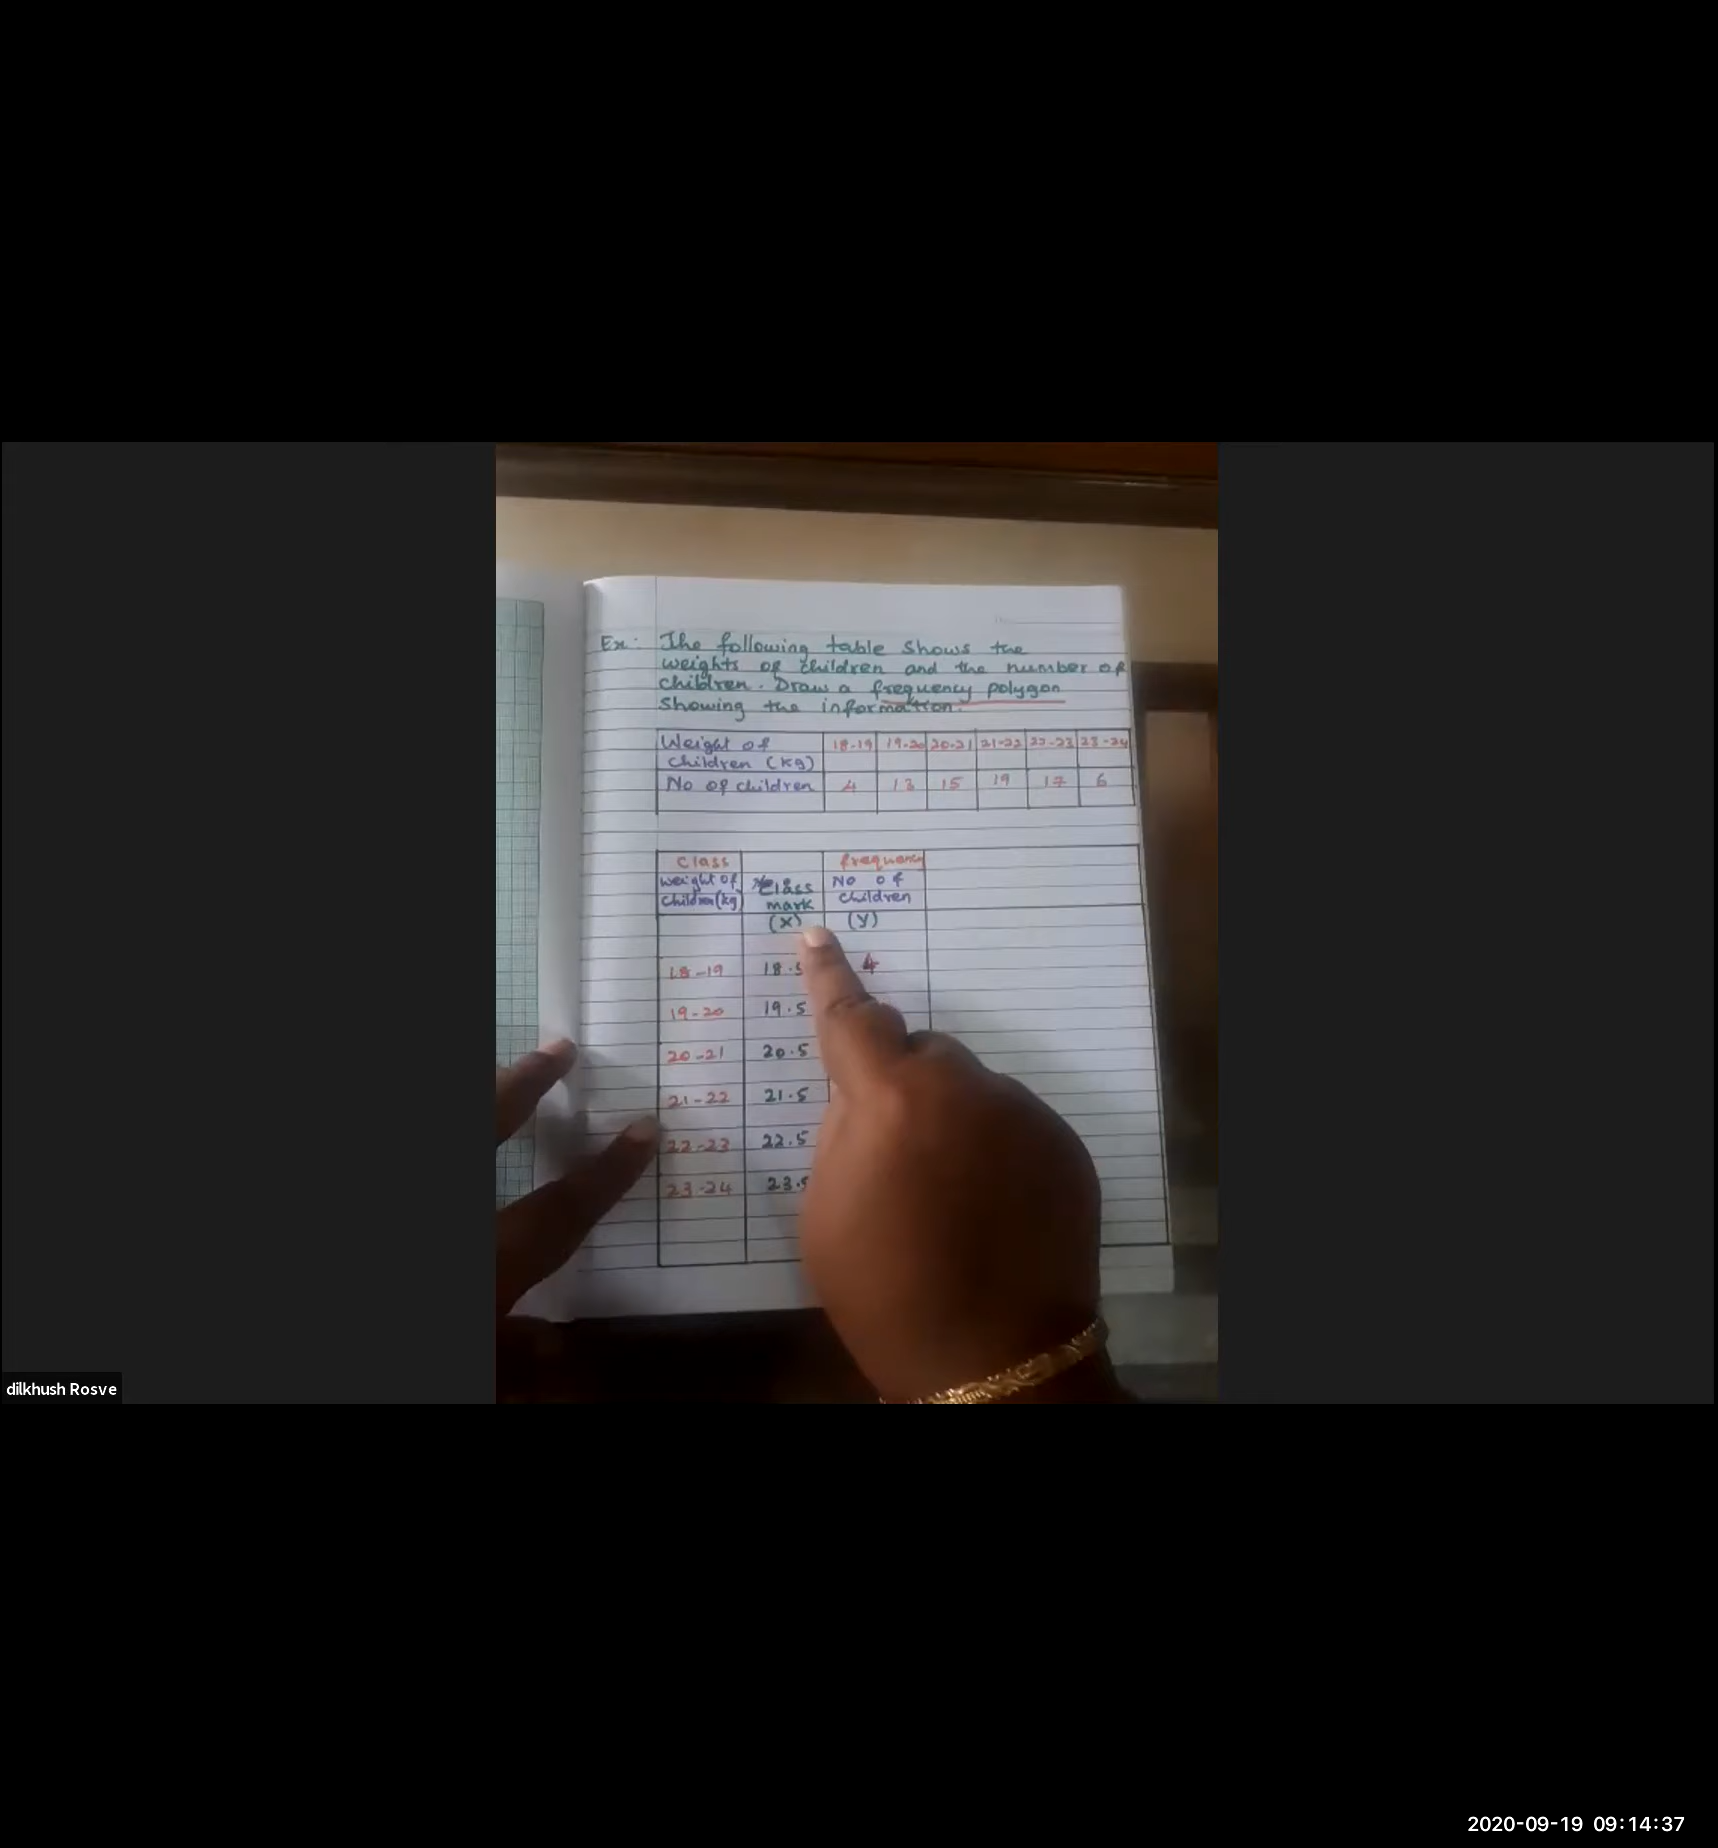 Ex: The following table shows the
weights of children and the number of
children. Draw a frequency polygon
showing the information.
Weight of children (kg) 18-19 19-20 20-21 21-22 22-23 23-24
No of children 4 13 15 19 17 6
Class frequency
weight of children (kg) Class mark No of children
(x) (y)
18-19 18.5 4
19-20 19.5
20-21 20.5
21-22 21.5
22-23 22.5
23-24 23.5
dilkhush Rosve
2020-09-19 09:14:37